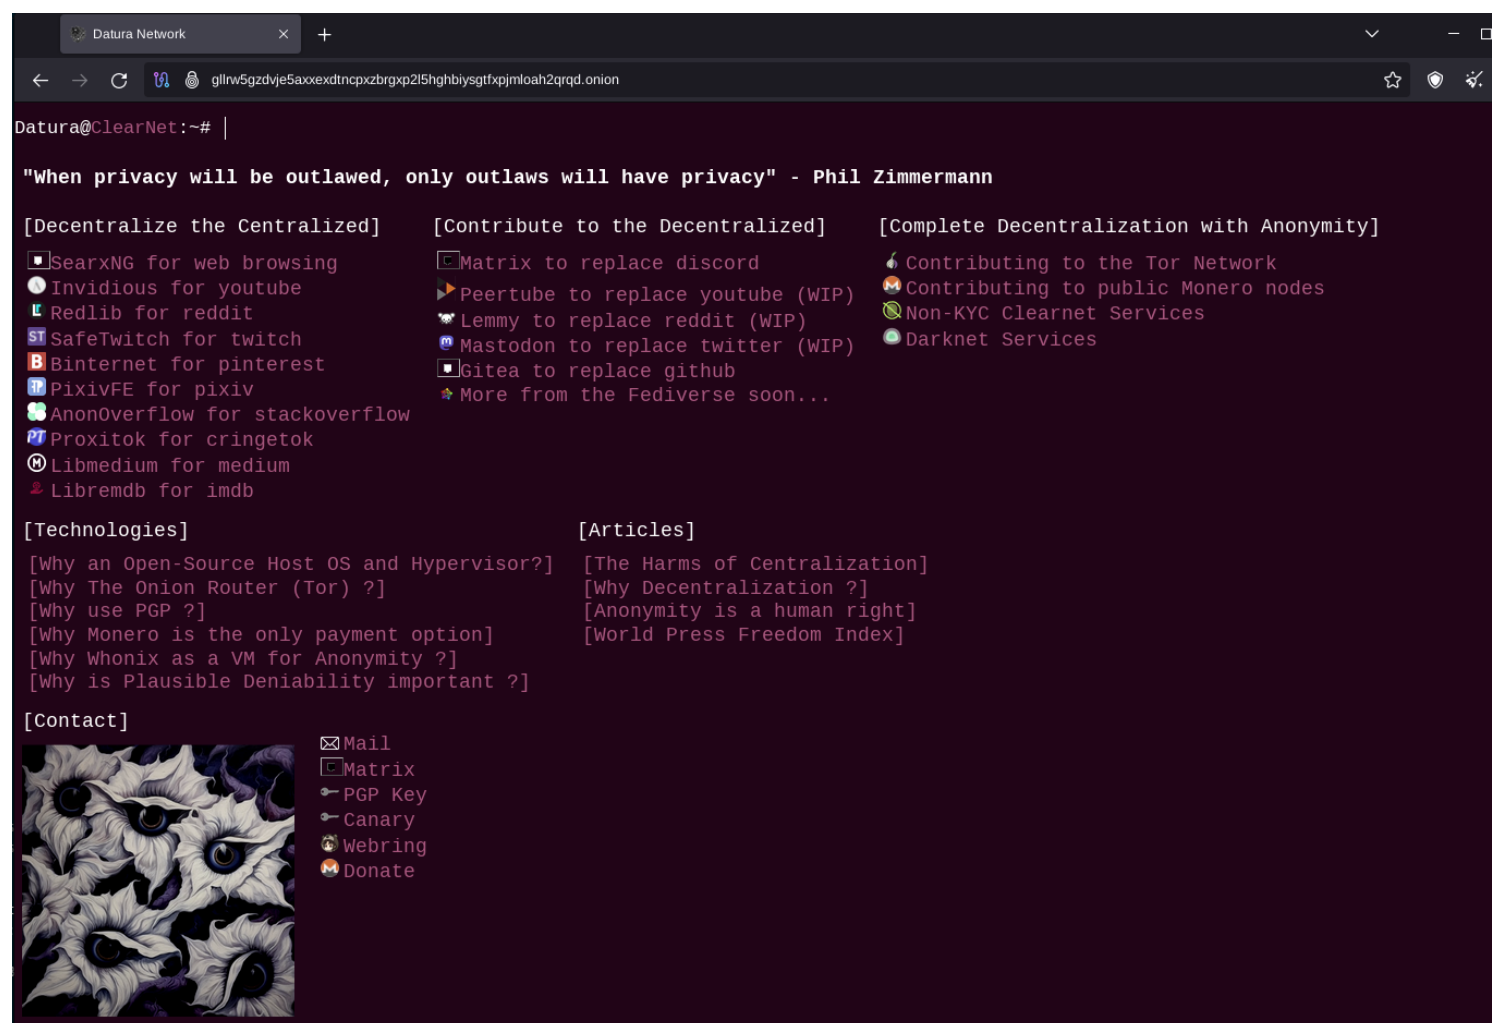 Datura Network
gllrw5gzdvje5axxexdtncpxzbrgxp2l5hghbiysgtfxpjmloah2qrqd.onion
Datura@ClearNet:~#
"When privacy will be outlawed, only outlaws will have privacy" - Phil Zimmermann
[Decentralize the Centralized]
SearxNG for web browsing
Invidious for youtube
Redlib for reddit
ST SafeTwitch for twitch
B Binternet for pinterest
PixivFE for pixiv
AnonOverflow for stackoverflow
PT Proxitok for cringetok
Libmedium for medium
Libremdb for imdb
[Contribute to the Decentralized]
Matrix to replace discord
Peertube to replace youtube (WIP)
Lemmy to replace reddit (WIP)
Mastodon to replace twitter (WIP)
Gitea to replace github
More from the Fediverse soon...
[Complete Decentralization with Anonymity]
Contributing to the Tor Network
Contributing to public Monero nodes
Non-KYC Clearnet Services
Darknet Services
[Technologies]
[Why an Open-Source Host OS and Hypervisor?]
[Why The Onion Router (Tor) ?]
[Why use PGP ?]
[Why Monero is the only payment option]
[Why Whonix as a VM for Anonymity ?]
[Why is Plausible Deniability important ?]
[Articles]
[The Harms of Centralization]
[Why Decentralization ?]
[Anonymity is a human right]
[World Press Freedom Index]
[Contact]
Mail
Matrix
PGP Key
Canary
Webring
Donate